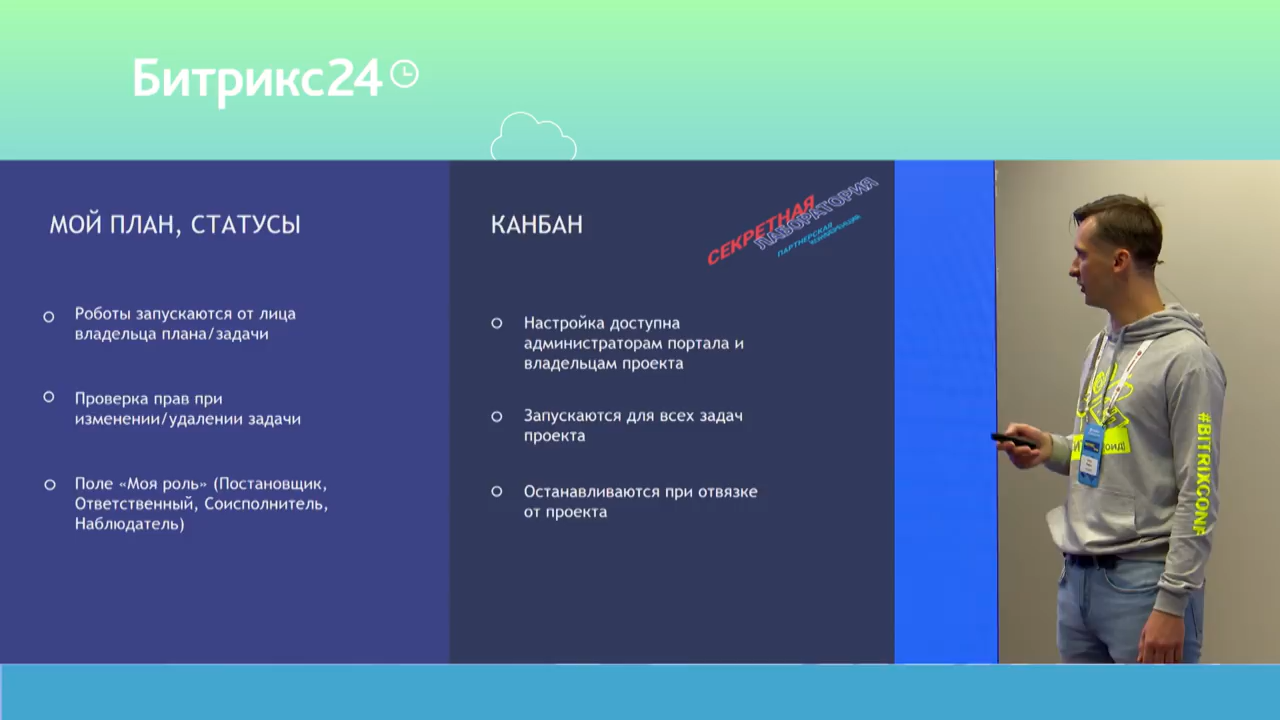 Битрикс24
МОЙ ПЛАН, СТАТУСЫ
Роботы запускаются от лица
владельца плана/задачи
Проверка прав при
изменении/удалении задачи
Поле «Моя роль» (Постановщик,
Ответственный, Соисполнитель,
Наблюдатель)
КАНБАН
СЕКРЕТНАЯ
ЛАБОРАТОРИЯ
ПАРТНЕРСКАЯ
Настройка доступна
администраторам портала и
владельцам проекта
Запускаются для всех задач
проекта
Останавливаются при отвязке
от проекта
#BITRIXCONF